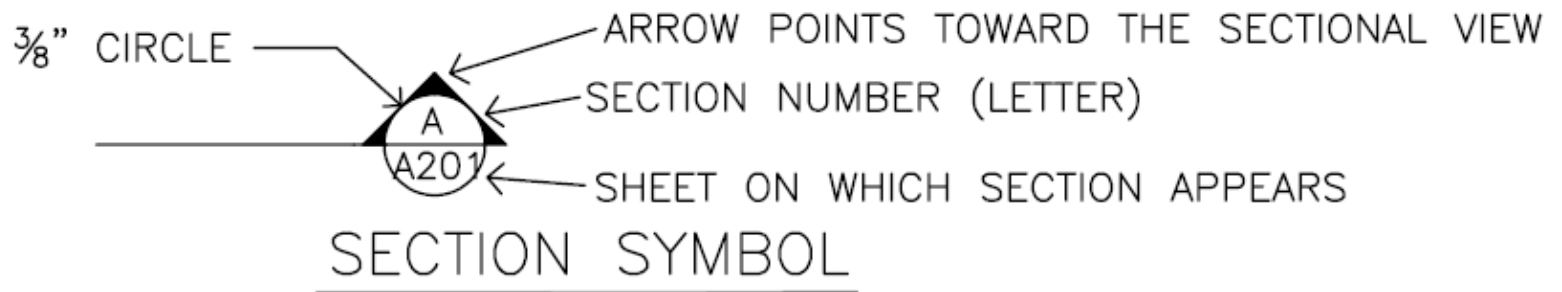 ⅜" CIRCLE
ARROW POINTS TOWARD THE SECTIONAL VIEW
SECTION NUMBER (LETTER)
A
A201
SHEET ON WHICH SECTION APPEARS
SECTION SYMBOL